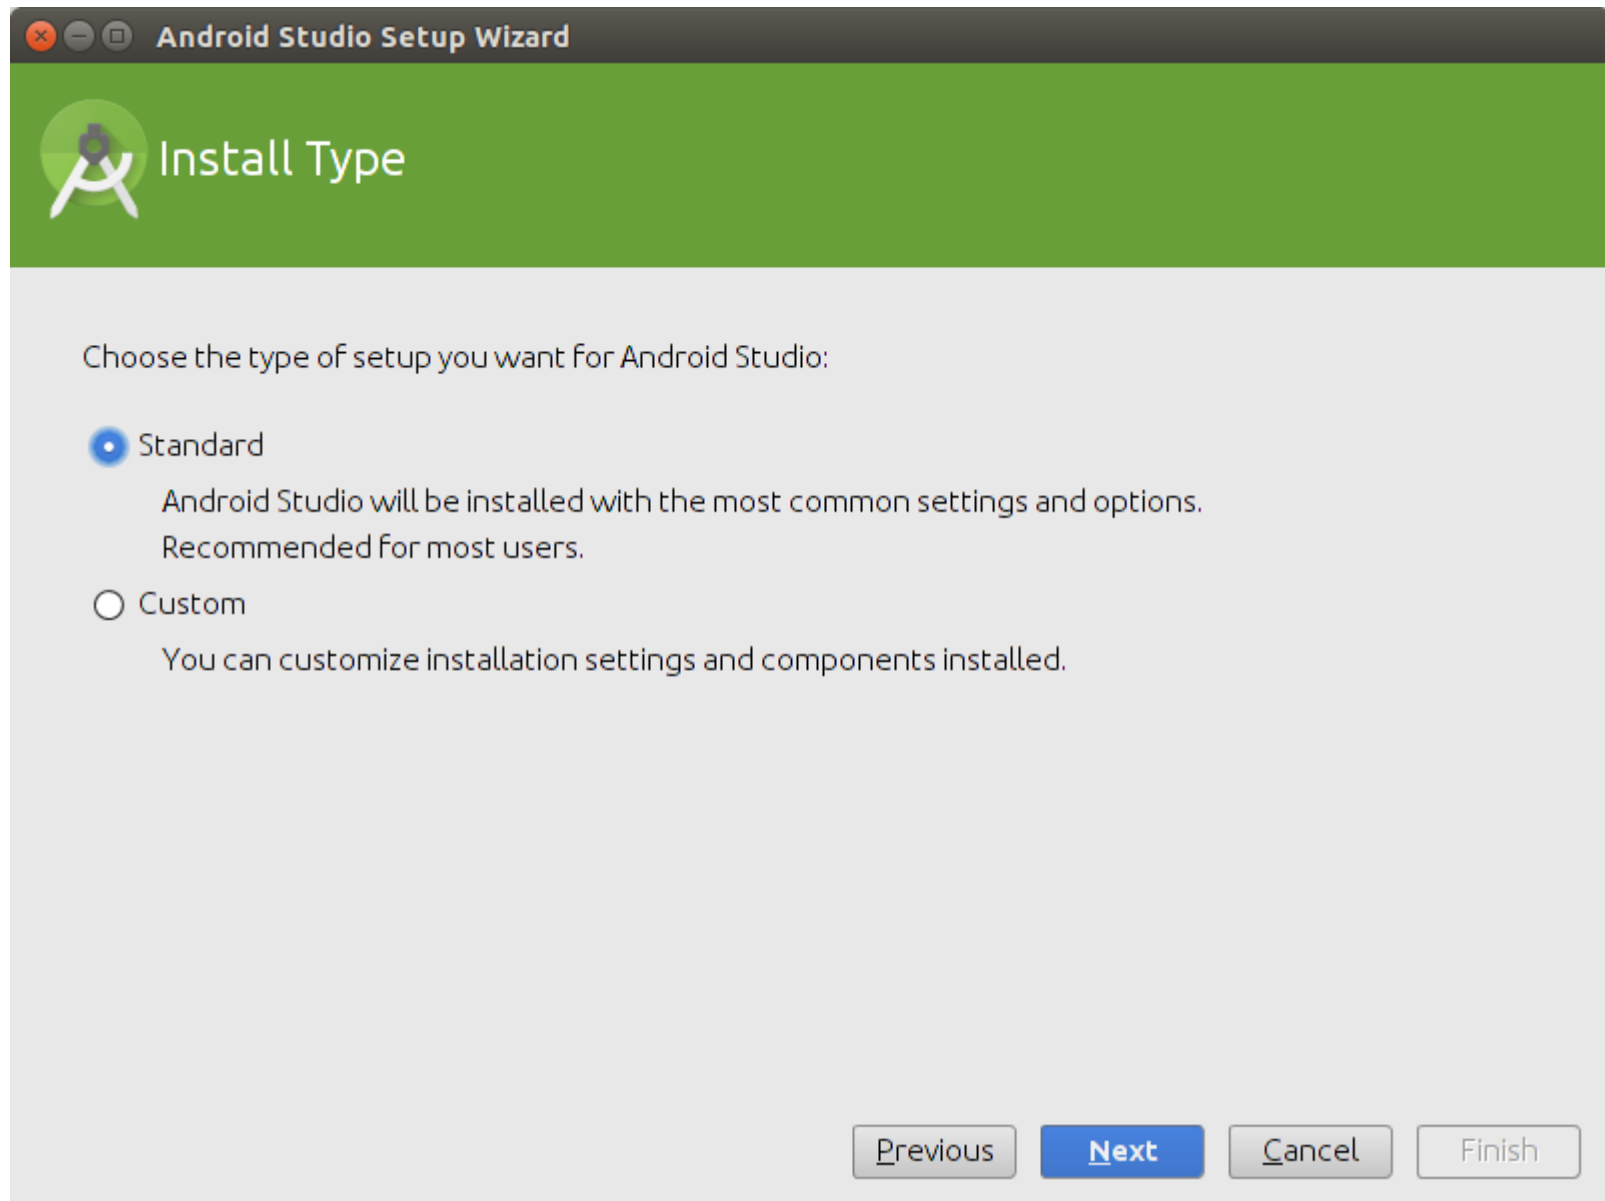 Android Studio Setup Wizard
Install Type
Choose the type of setup you want for Android Studio:
Standard
Android Studio will be installed with the most common settings and options.
Recommended for most users.
Custom
You can customize installation settings and components installed.
Previous Next Cancel Finish